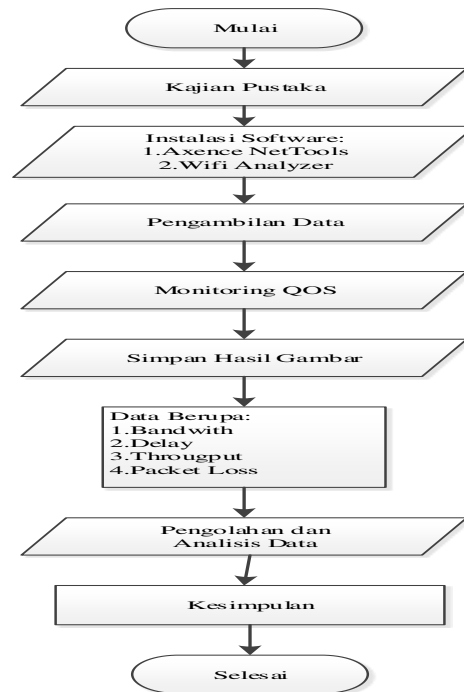 Mulai
Kajian Pustaka
Instalasi Software:
1.Axence NetTools
2.Wifi Analyzer
Pengambilan Data
Monitoring QOS
Simpan Hasil Gambar
Data Berupa:
1.Bandwith
2.Delay
3.Througput
4.Packet Loss
Pengolahan dan
Analisis Data
Kesimpulan
Selesai